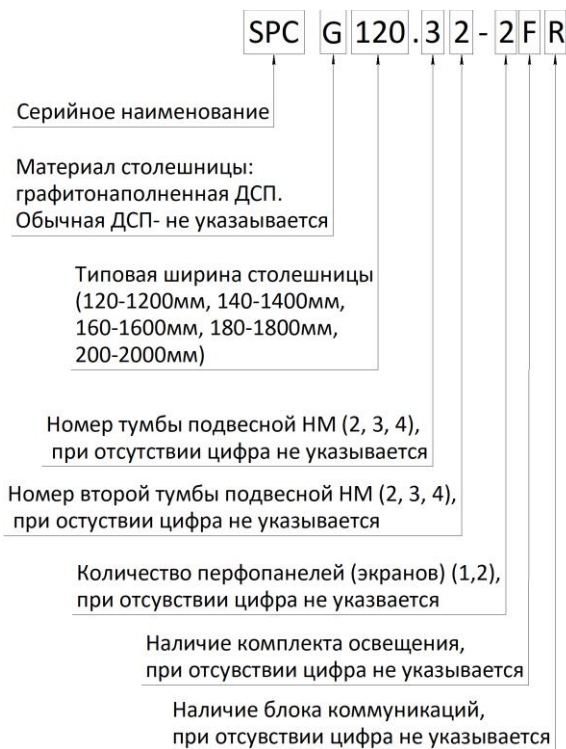 SPC G 120 . 3 2 - 2 F R
Серийное наименование
Материал столешницы:
графитонаполненная ДСП.
Обычная ДСП- не указаывается
Типовая ширина столешницы
(120-1200мм, 140-1400мм,
160-1600мм, 180-1800мм,
200-2000мм)
Номер тумбы подвесной НМ (2, 3, 4),
при отсутствии цифра не указывается
Номер второй тумбы подвесной НМ (2, 3, 4),
при остуствии цифра не указывается
Количество перфопанелей (экранов) (1,2),
при отсувствии цифра не указвается
Наличие комплекта освещения,
при отсувствии цифра не указывается
Наличие блока коммуникаций,
при отсувствии цифра не указывается